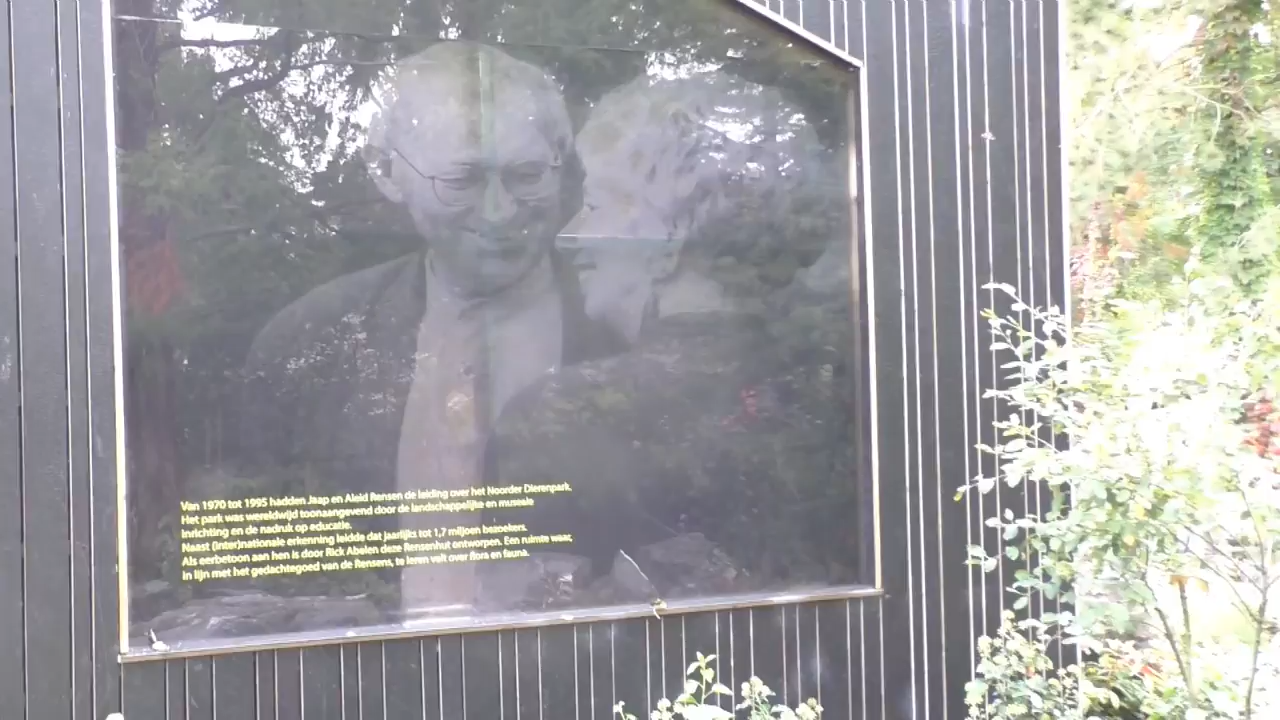 Van 1970 tot 1995 hadden Jaap en Aleid Rensen de leiding over het Noorder Dierenpark.
Het park was wereldwijd toonaangevend door de landschappelijke en museale
inrichting en de nadruk op educatie.
Naast (inter)nationale erkenning leidde dat jaarlijks tot 1,7 miljoen bezoekers.
Als eerbetoon aan hen is door Rick Abelen deze Rensenhut ontworpen. Een ruimte waar,
in lijn met het gedachtegoed van de Rensens, te leren valt over flora en fauna.